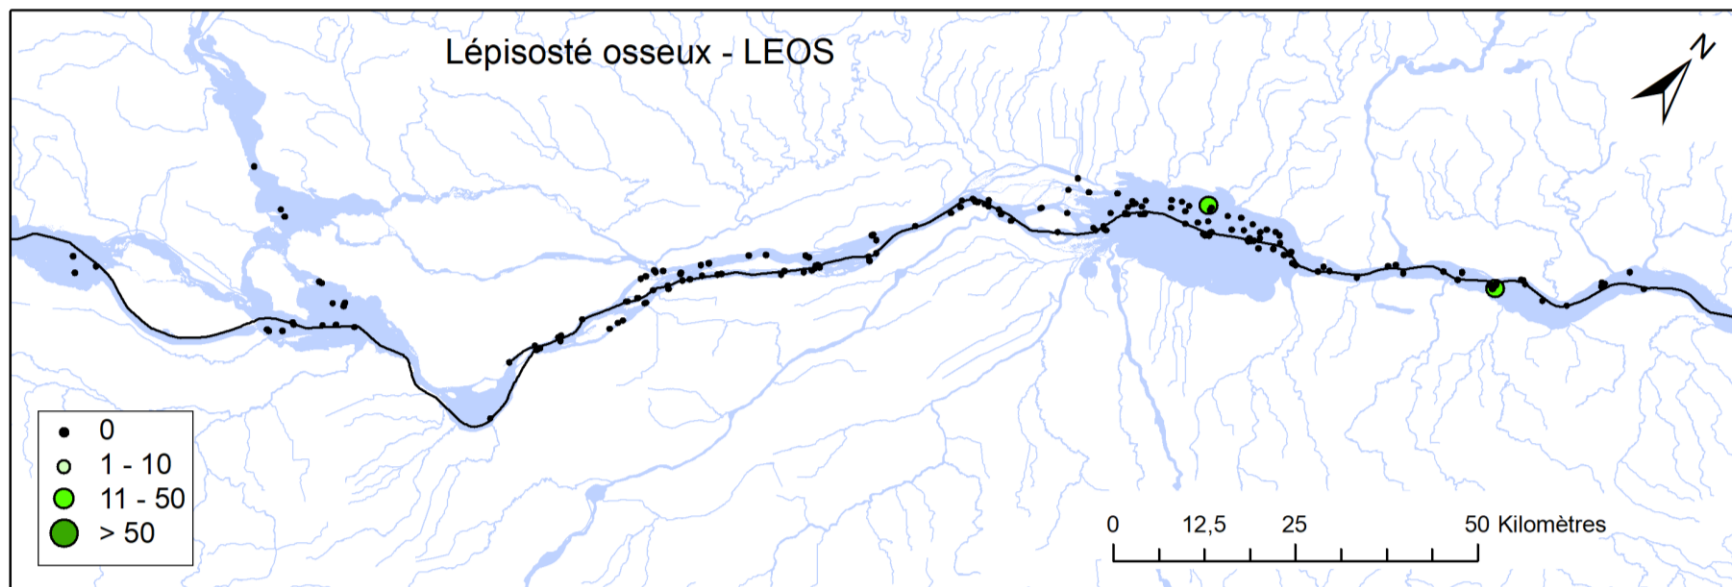 Lépisosté osseux - LEOS
N
0
1 - 10
11 - 50
> 50
0 12,5 25 50 Kilomètres